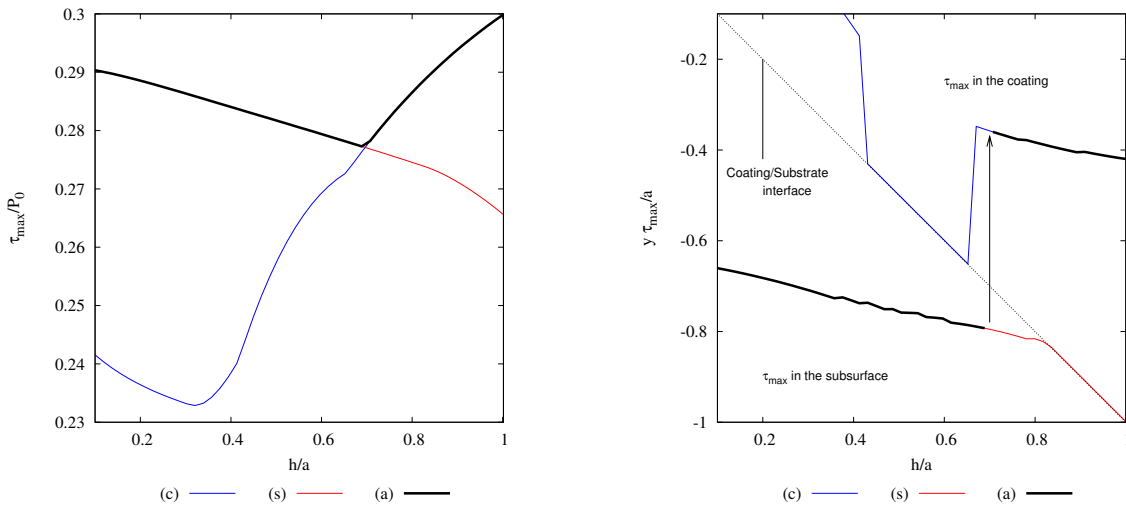 0.3
0.29
0.28
0.27
0.26
0.25
0.24
0.23
τmax/P0
0.2 0.4 0.6 0.8 1
h/a
(c) (s) (a)
-0.2
-0.4
-0.6
-0.8
-1
y τmax/a
τmax in the coating
Coating/Substrate
interface
τmax in the subsurface
0.2 0.4 0.6 0.8 1
h/a
(c) (s) (a)